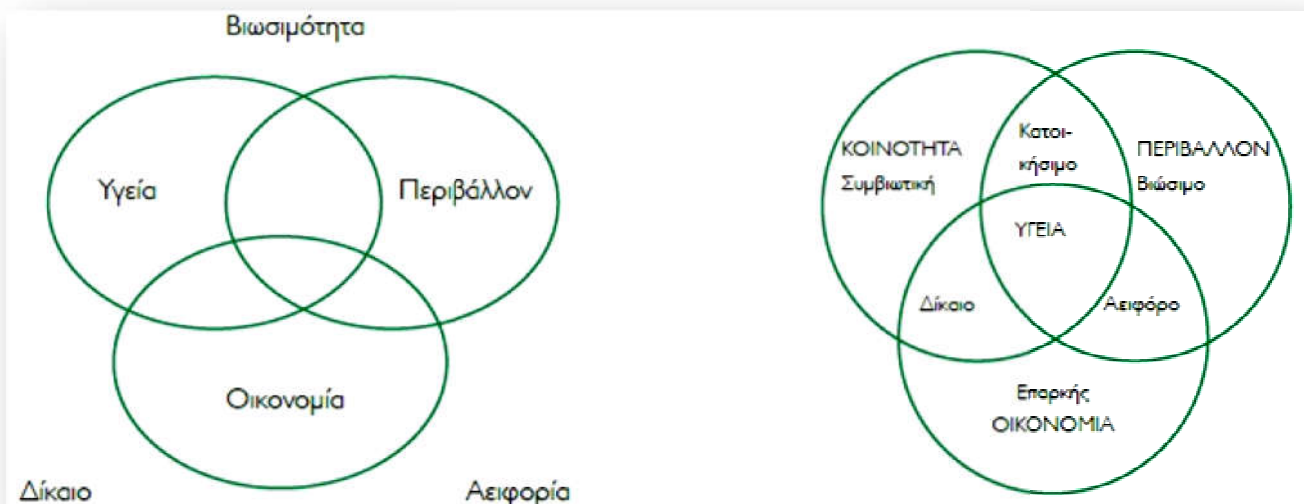 Βιωσιμότητα
Υγεία
Περιβάλλον
Οικονομία
Δίκαιο
Αειφορία
ΚΟΙΝΟΤΗΤΑ
Συμβιωτική
Κατοι-
κήσιμο
ΠΕΡΙΒΑΛΛΟΝ
Βιώσιμο
ΥΓΕΙΑ
Δίκαιο
Αειφόρο
Επαρκής
ΟΙΚΟΝΟΜΙΑ